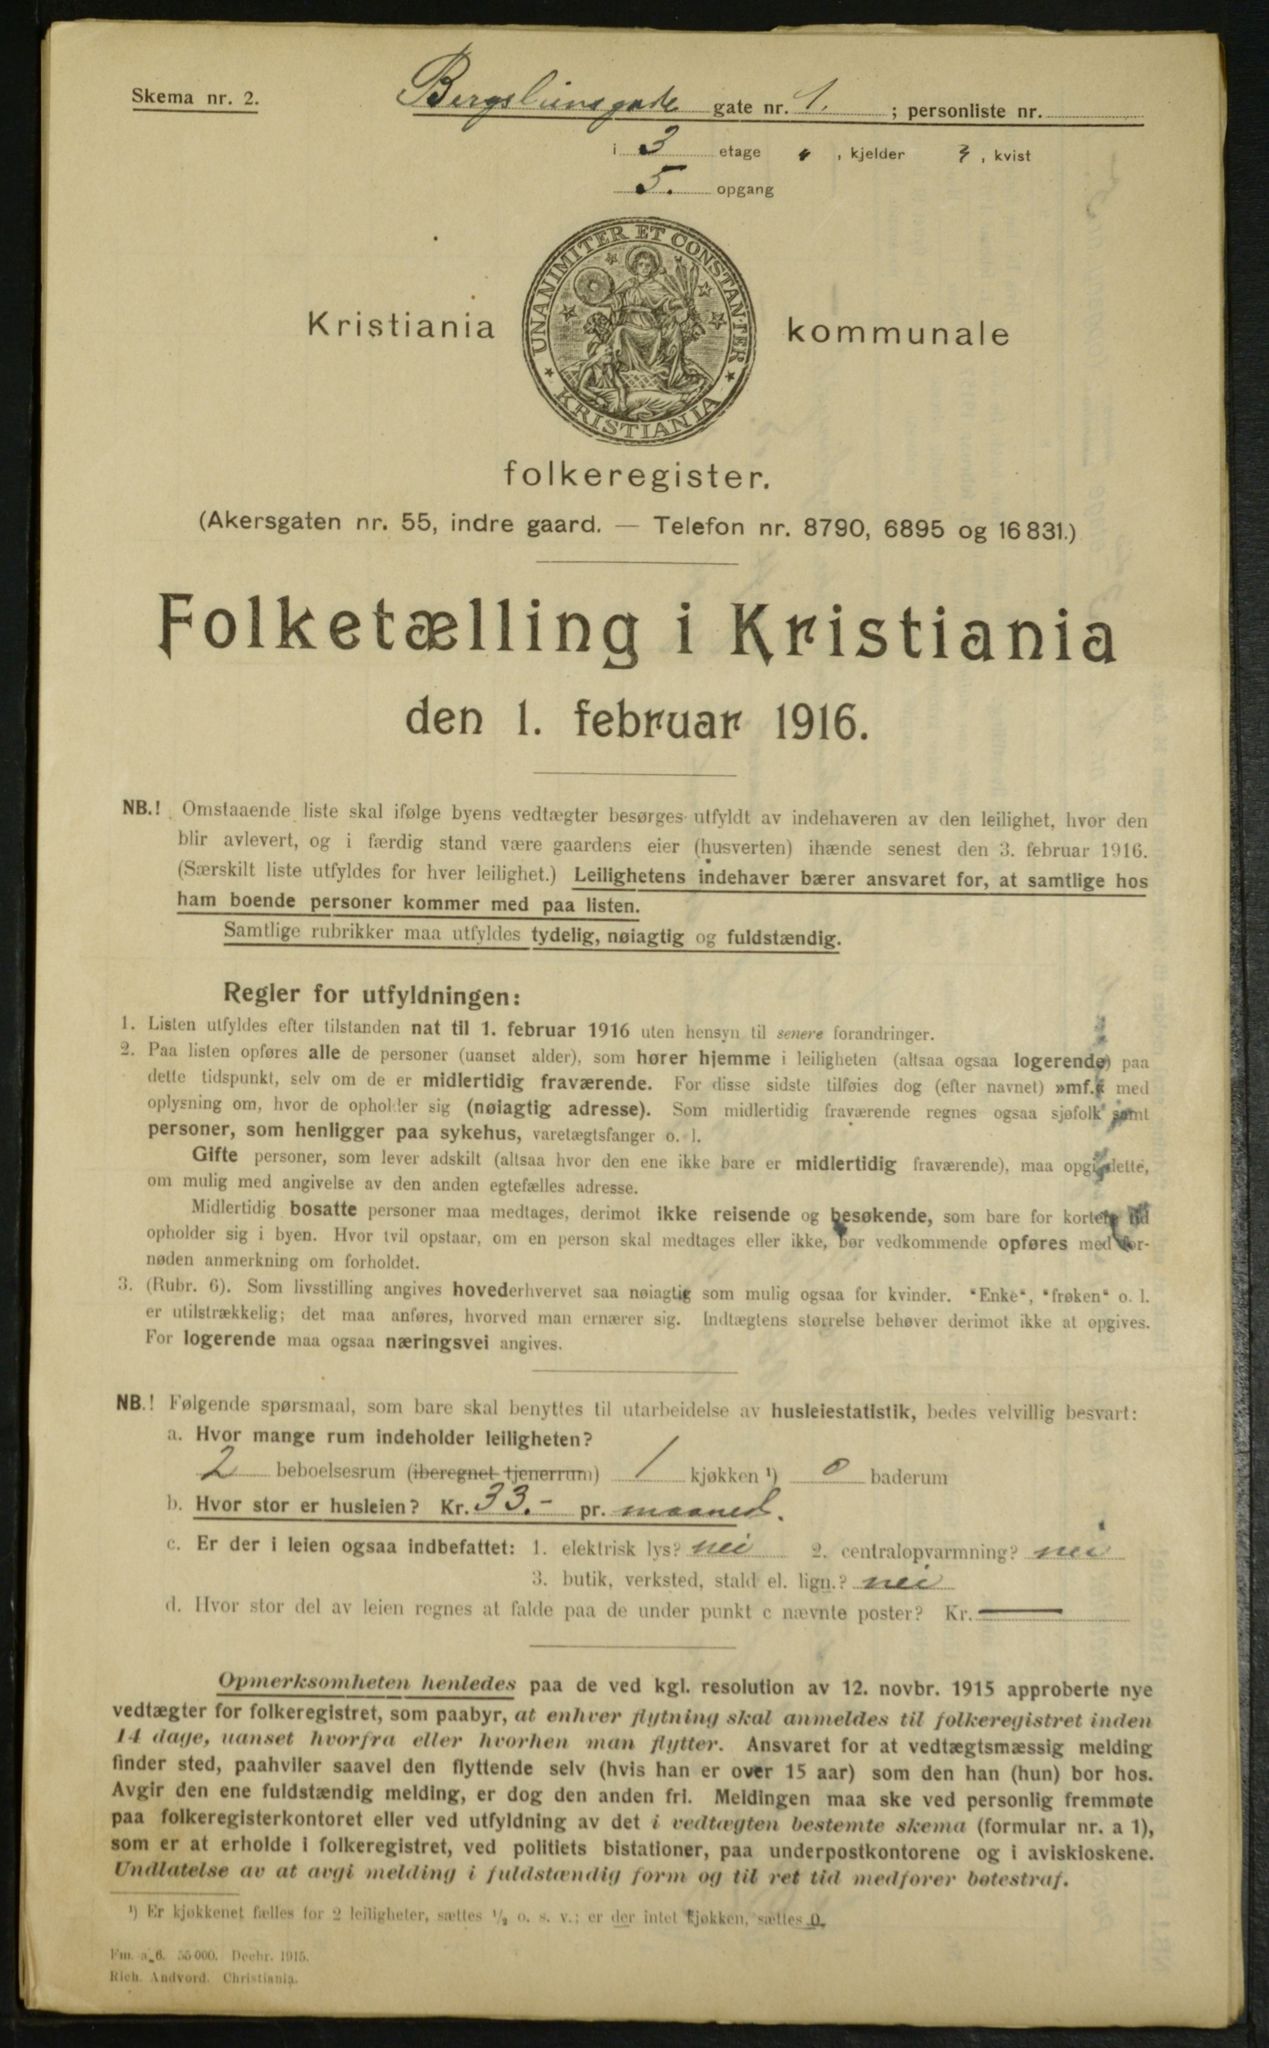 Skema nr. 2.
Bergsliensgade gate nr. 1. ; personliste nr.
i 3 etage , kjelder , kvist
5. opgang
UNANIMITER ET CONSTANTER
KRISTIANIA
Kristiania kommunale
folkeregister.
(Akersgaten nr. 55, indre gaard. — Telefon nr. 8790, 6895 og 16 831.)
Folketælling i Kristiania
den 1. februar 1916.
NB.! Omstaaende liste skal ifølge byens vedtægter besørges utfyldt av indehaveren av den leilighet, hvor den
blir avlevert, og i færdig stand være gaardens eier (husverten) ihænde senest den 3. februar 1916.
(Særskilt liste utfyldes for hver leilighet.) Leilighetens indehaver bærer ansvaret for, at samtlige hos
ham boende personer kommer med paa listen.
Samtlige rubrikker maa utfyldes tydelig, nøiagtig og fuldstændig.
Regler for utfyldningen:
1. Listen utfyldes efter tilstanden nat til 1. februar 1916 uten hensyn til senere forandringer.
2. Paa listen opføres alle de personer (uanset alder), som hører hjemme i leiligheten (altsaa ogsaa logerende) paa
dette tidspunkt, selv om de er midlertidig fraværende. For disse sidste tilføies dog (efter navnet) »mf.« med
oplysning om, hvor de opholder sig (nøiagtig adresse). Som midlertidig fraværende regnes ogsaa sjøfolk samt
personer, som henligger paa sykehus, varetægtsfanger o. l.
Gifte personer, som lever adskilt (altsaa hvor den ene ikke bare er midlertidig fraværende), maa opgi dette,
om mulig med angivelse av den anden egtefælles adresse.
Midlertidig bosatte personer maa medtages, derimot ikke reisende og besøkende, som bare for kortere tid
opholder sig i byen. Hvor tvil opstaar, om en person skal medtages eller ikke, bør vedkommende opføres med for-
nøden anmerkning om forholdet.
3. (Rubr. 6). Som livsstilling angives hovederhvervet saa nøiagtig som mulig ogsaa for kvinder. "Enke", "frøken" o. l.
er utilstrækkelig; det maa anføres, hvorved man ernærer sig. Indtægtens størrelse behøver derimot ikke at opgives.
For logerende maa ogsaa næringsvei angives.
NB.! Følgende spørsmaal, som bare skal benyttes til utarbeidelse av husleiestatistik, bedes velvillig besvart:
a. Hvor mange rum indeholder leiligheten?
2 beboelsesrum (iberegnet tjenerrum) 1 kjøkken ¹) 0 baderum
b. Hvor stor er husleien? Kr. 33.- pr. maaned.
c. Er der i leien ogsaa indbefattet: 1. elektrisk lys? nei 2. centralopvarmning? nei
3. butik, verksted, stald el. lign.? nei
d. Hvor stor del av leien regnes at falde paa de under punkt c nævnte poster? Kr. —
Opmerksomheten henledes paa de ved kgl. resolution av 12. novbr. 1915 approberte nye
vedtægter for folkeregistret, som paabyr, at enhver flytning skal anmeldes til folkeregistret inden
14 dage, uanset hvorfra eller hvorhen man flytter. Ansvaret for at vedtægtsmæssig melding
finder sted, paahviler saavel den flyttende selv (hvis han er over 15 aar) som den han (hun) bor hos.
Avgir den ene fuldstændig melding, er dog den anden fri. Meldingen maa ske ved personlig fremmøte
paa folkeregisterkontoret eller ved utfyldning av det i vedtægten bestemte skema (formular nr. a 1),
som er at erholde i folkeregistret, ved politiets bistationer, paa underpostkontorene og i aviskioskene.
Undlatelse av at avgi melding i fuldstændig form og til ret tid medfører bøtestraf.
¹) Er kjøkkenet fælles for 2 leiligheter, sættes ¹/₂ o. s. v.; er der intet kjøkken, sættes 0.
Fm. a. 6. 55 000. Decbr. 1915.
Rich. Andvord. Christiania.